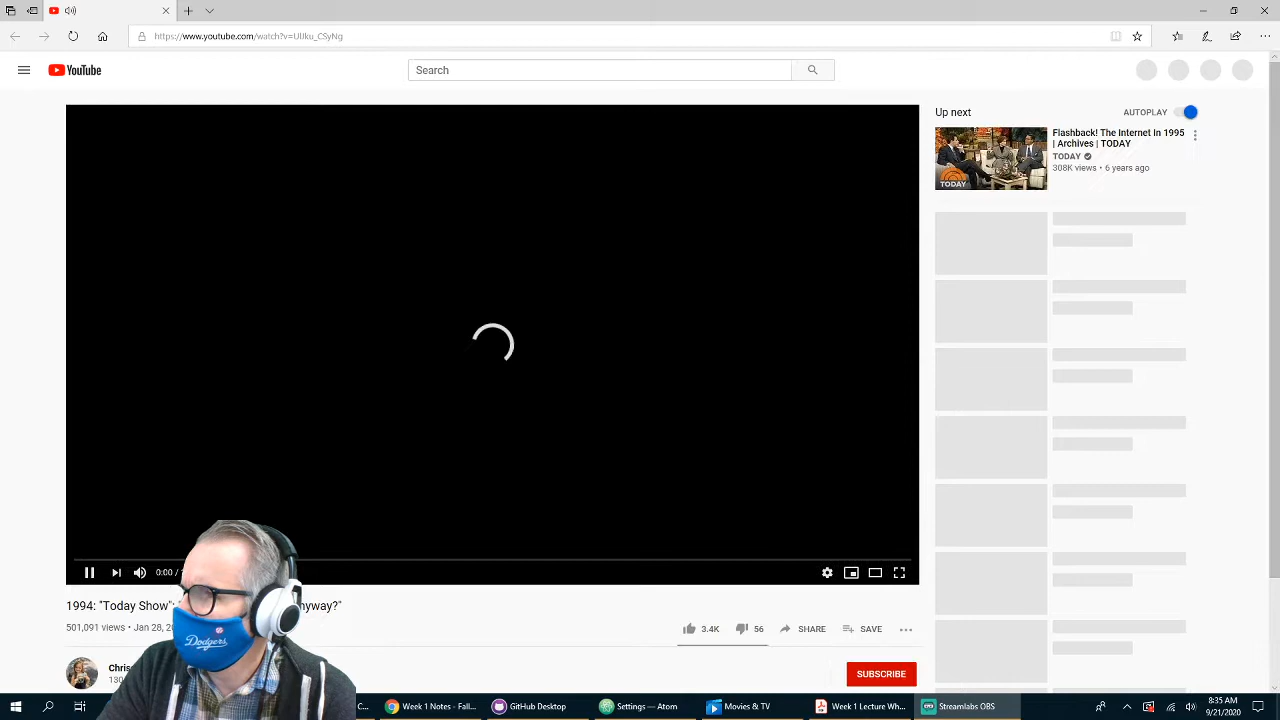 https://www.youtube.com/watch?v=UUku_CSyNg
YouTube
Search
Up next
AUTOPLAY
Flashback! The Internet In 1995
| Archives | TODAY
TODAY
308K views • 6 years ago
TODAY
0:00 /
1994: "Today Show": " nyway?"
501,091 views • Jan 28, 2
3.4K
56
SHARE
SAVE
Dodgers
Chris
130
SUBSCRIBE
C...
Week 1 Notes - Fall...
GitHub Desktop
Settings — Atom
Movies & TV
Week 1 Lecture Wh...
Streamlabs OBS
8:35 AM
9/21/2020